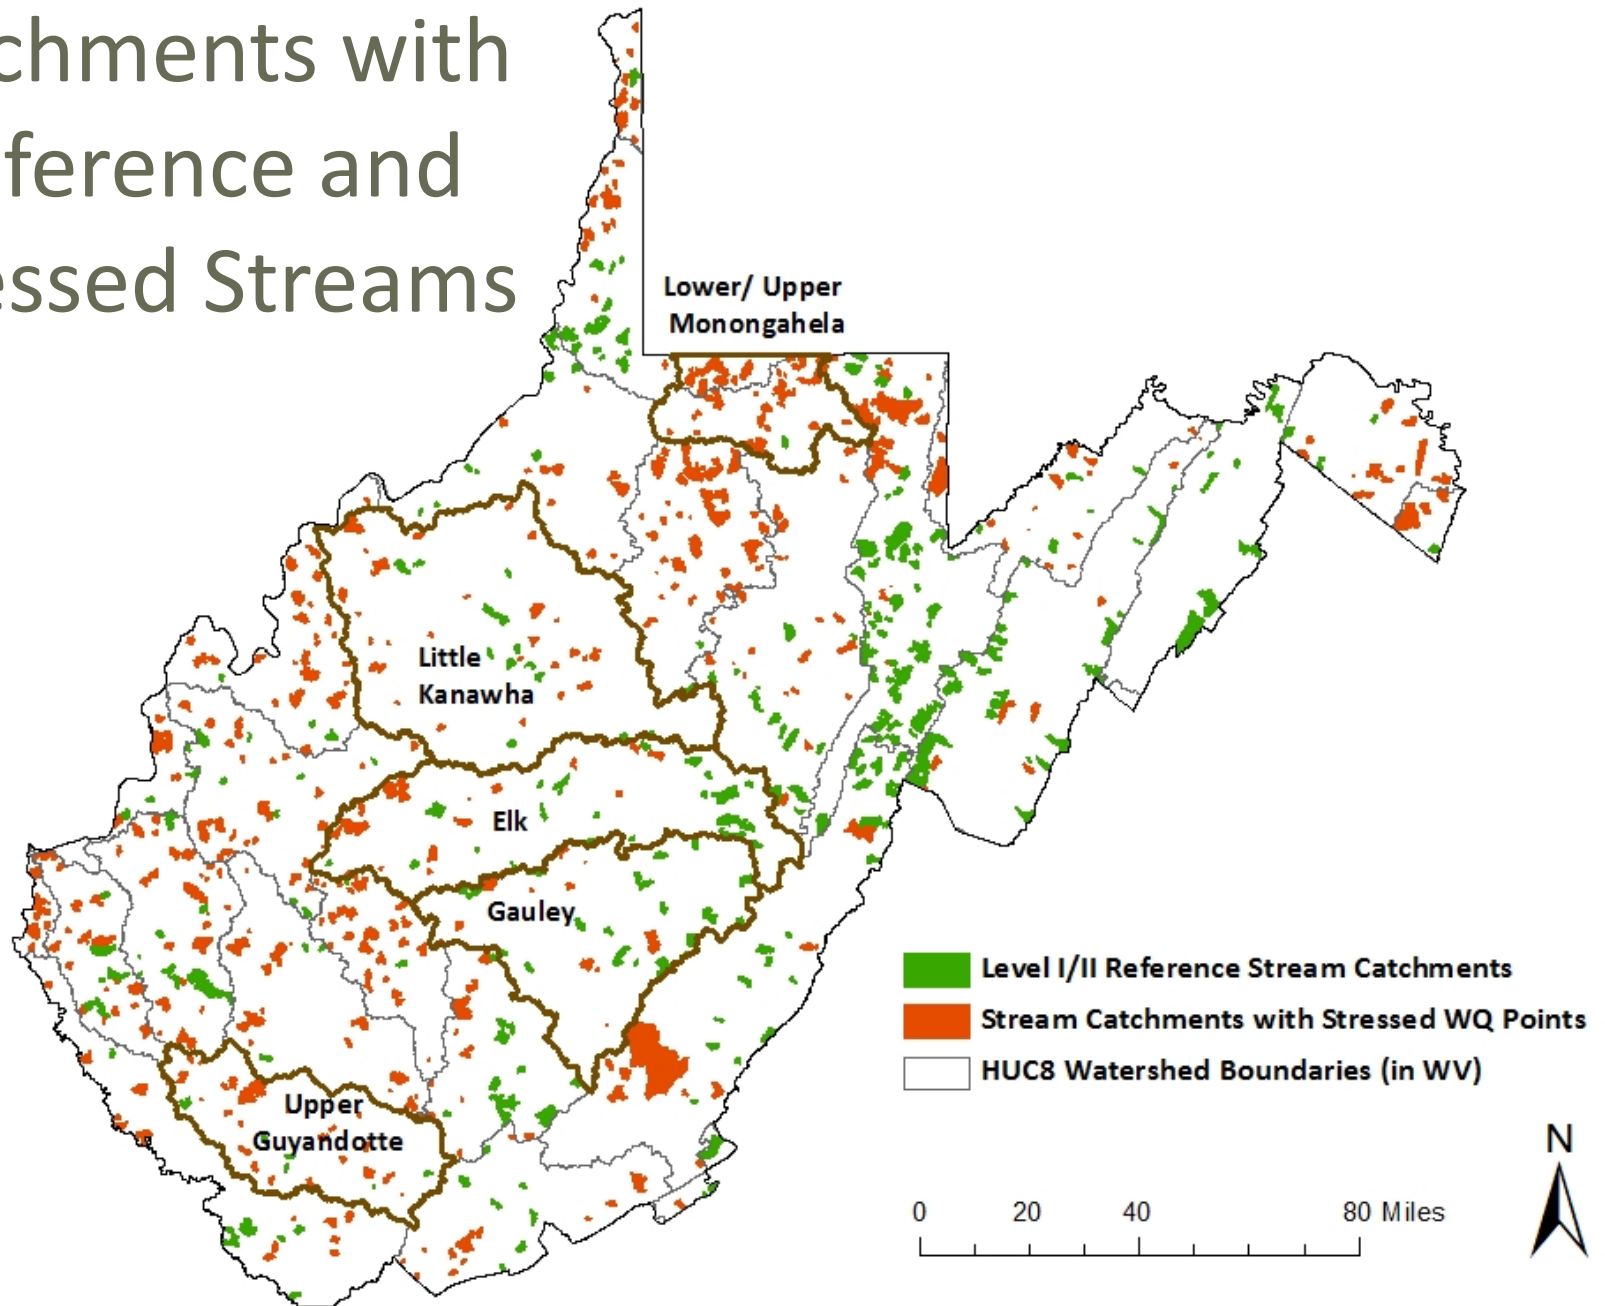 chments with
ference and
essed Streams
Lower/ Upper
Monongahela
Little
Kanawha
Elk
Gauley
Upper
Guyandotte
Level I/II Reference Stream Catchments
Stream Catchments with Stressed WQ Points
HUC8 Watershed Boundaries (in WV)
N
0 20 40 80 Miles